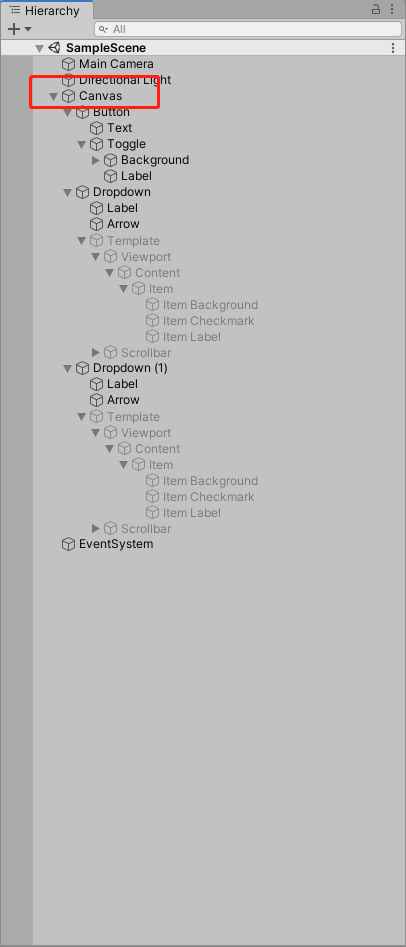 Hierarchy
All
SampleScene
Main Camera
Directional Light
Canvas
Button
Text
Toggle
Background
Label
Dropdown
Label
Arrow
Template
Viewport
Content
Item
Item Background
Item Checkmark
Item Label
Scrollbar
Dropdown (1)
Label
Arrow
Template
Viewport
Content
Item
Item Background
Item Checkmark
Item Label
Scrollbar
EventSystem